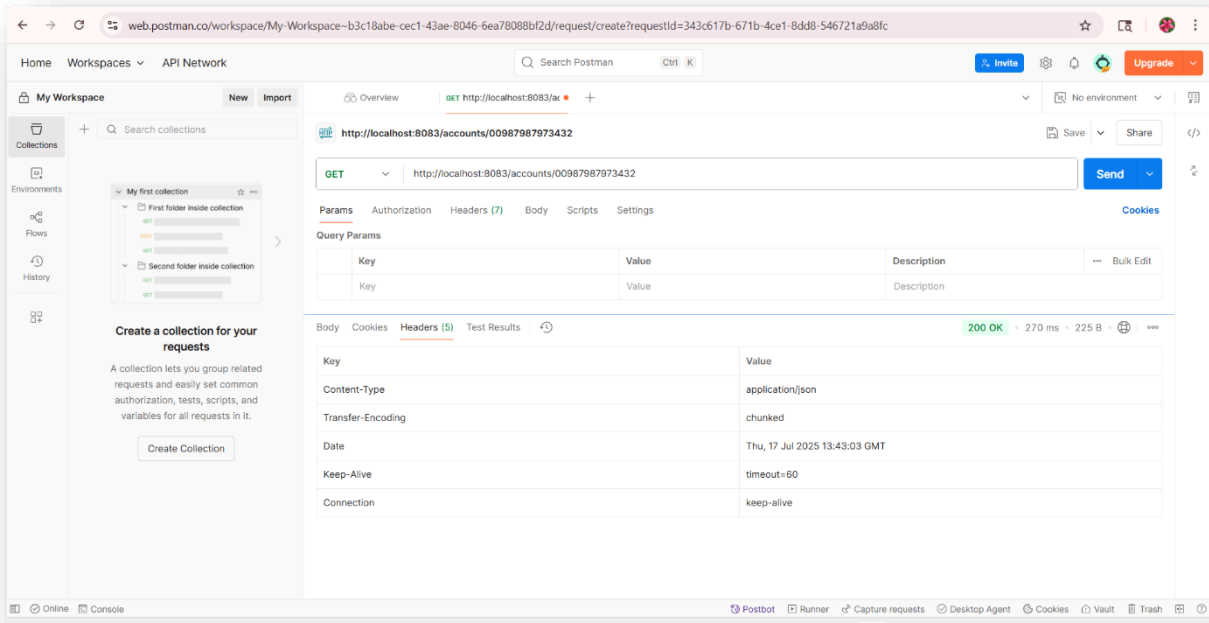 web.postman.co/workspace/My-Workspace~b3c18abe-cec1-43ae-8046-6ea78088bf2d/request/create?requestId=343c617b-671b-4ce1-8dd8-546721a9a8fc
Home Workspaces API Network Search Postman Ctrl K Invite Upgrade
My Workspace New Import Overview GET http://localhost:8083/ac No environment
Collections Search collections HTTP http://localhost:8083/accounts/00987987973432 Save Share
Environments GET http://localhost:8083/accounts/00987987973432 Send
My first collection
First folder inside collection
GET
Flows POST Params Authorization Headers (7) Body Scripts Settings Cookies
GET Query Params
Second folder inside collection Key Value Description Bulk Edit
History GET Key Value Description
GET
Create a collection for your Body Cookies Headers (5) Test Results 200 OK 270 ms 225 B
requests
A collection lets you group related Key Value
requests and easily set common Content-Type application/json
authorization, tests, scripts, and
variables for all requests in it. Transfer-Encoding chunked
Create Collection Date Thu, 17 Jul 2025 13:43:03 GMT
Keep-Alive timeout=60
Connection keep-alive
Online Console Postbot Runner Capture requests Desktop Agent Cookies Vault Trash